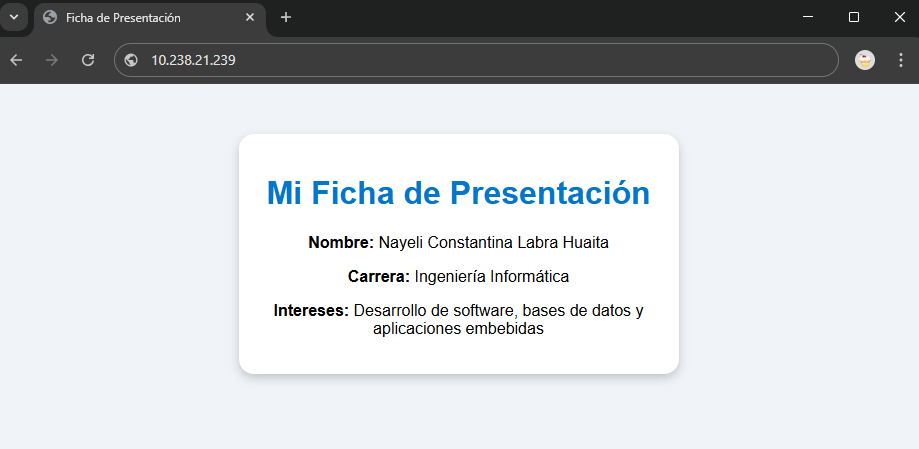 Ficha de Presentación
10.238.21.239
Mi Ficha de Presentación
Nombre: Nayeli Constantina Labra Huaita
Carrera: Ingeniería Informática
Intereses: Desarrollo de software, bases de datos y
aplicaciones embebidas